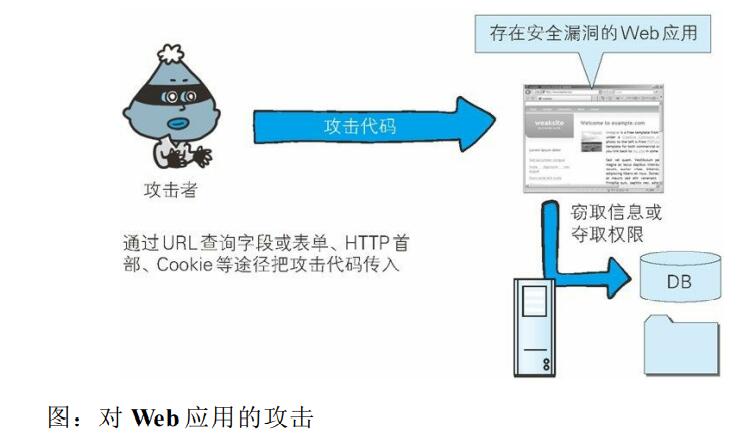 存在安全漏洞的Web应用
攻击代码
weaksite
Welcome to example.com
攻击者
通过URL查询字段或表单、HTTP首
部、Cookie等途径把攻击代码传入
窃取信息或
夺取权限
DB
图：对 Web 应用的攻击